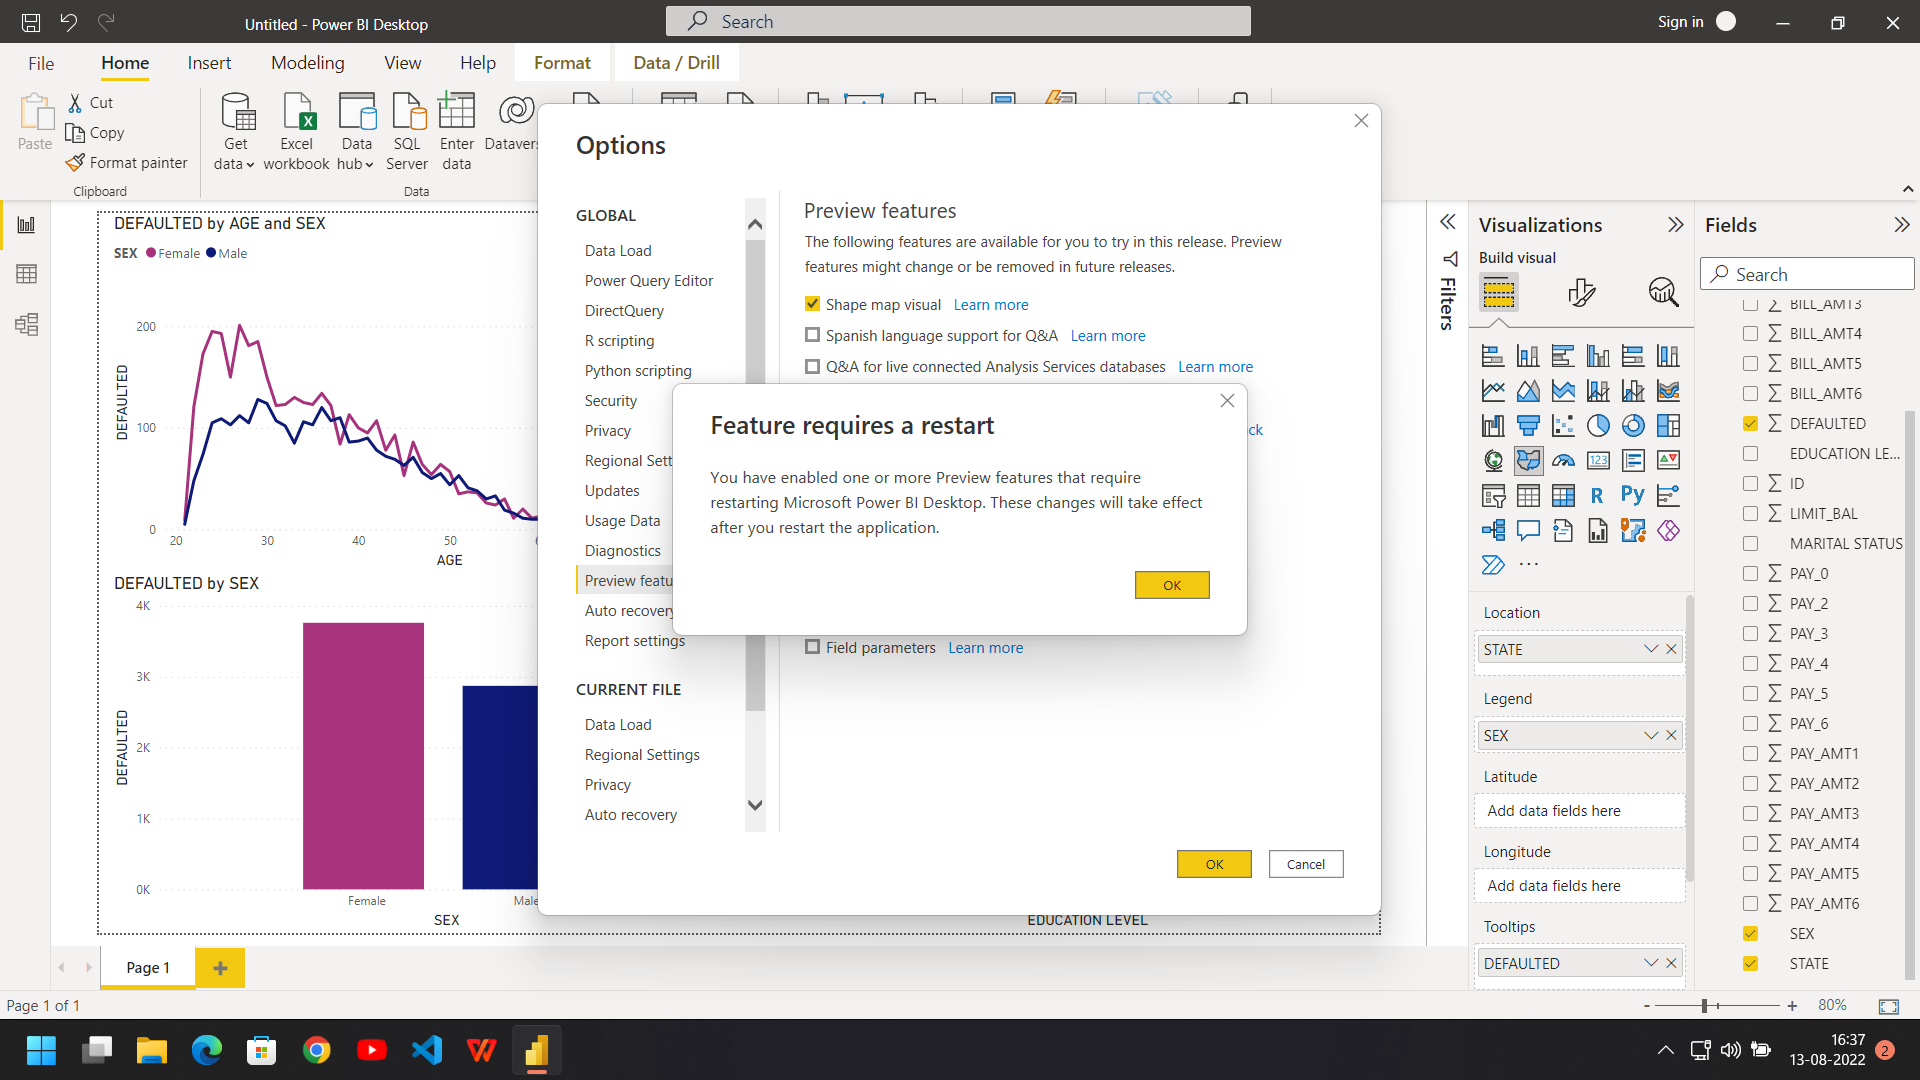 Untitled - Power BI Desktop
Search
Sign in
File
Home
Insert
Modeling
View
Help
Format
Data / Drill
Paste
Cut
Copy
Format painter
Clipboard
Get data
Excel workbook
Data hub
SQL Server
Enter data
Datavers
Data
DEFAULTED by AGE and SEX
SEX Female Male
200
100
0
DEFAULTED
20 30 40 50
AGE
DEFAULTED by SEX
4K
3K
2K
1K
0K
DEFAULTED
Female
Male
SEX
EDUCATION LEVEL
Options
GLOBAL
Data Load
Power Query Editor
DirectQuery
R scripting
Python scripting
Security
Privacy
Regional Sett
Updates
Usage Data
Diagnostics
Preview featu
Auto recovery
Report settings
CURRENT FILE
Data Load
Regional Settings
Privacy
Auto recovery
Preview features
The following features are available for you to try in this release. Preview
features might change or be removed in future releases.
Shape map visual Learn more
Spanish language support for Q&A Learn more
Q&A for live connected Analysis Services databases Learn more
ck
Field parameters Learn more
OK
Cancel
Feature requires a restart
You have enabled one or more Preview features that require
restarting Microsoft Power BI Desktop. These changes will take effect
after you restart the application.
OK
Filters
Visualizations
Build visual
123
R
Py
...
Location
STATE
Legend
SEX
Latitude
Add data fields here
Longitude
Add data fields here
Tooltips
DEFAULTED
Fields
Search
BILL_AMT3
BILL_AMT4
BILL_AMT5
BILL_AMT6
DEFAULTED
EDUCATION LE...
ID
LIMIT_BAL
MARITAL STATUS
PAY_0
PAY_2
PAY_3
PAY_4
PAY_5
PAY_6
PAY_AMT1
PAY_AMT2
PAY_AMT3
PAY_AMT4
PAY_AMT5
PAY_AMT6
SEX
STATE
Page 1
Page 1 of 1
- + 80%
16:37
13-08-2022
2